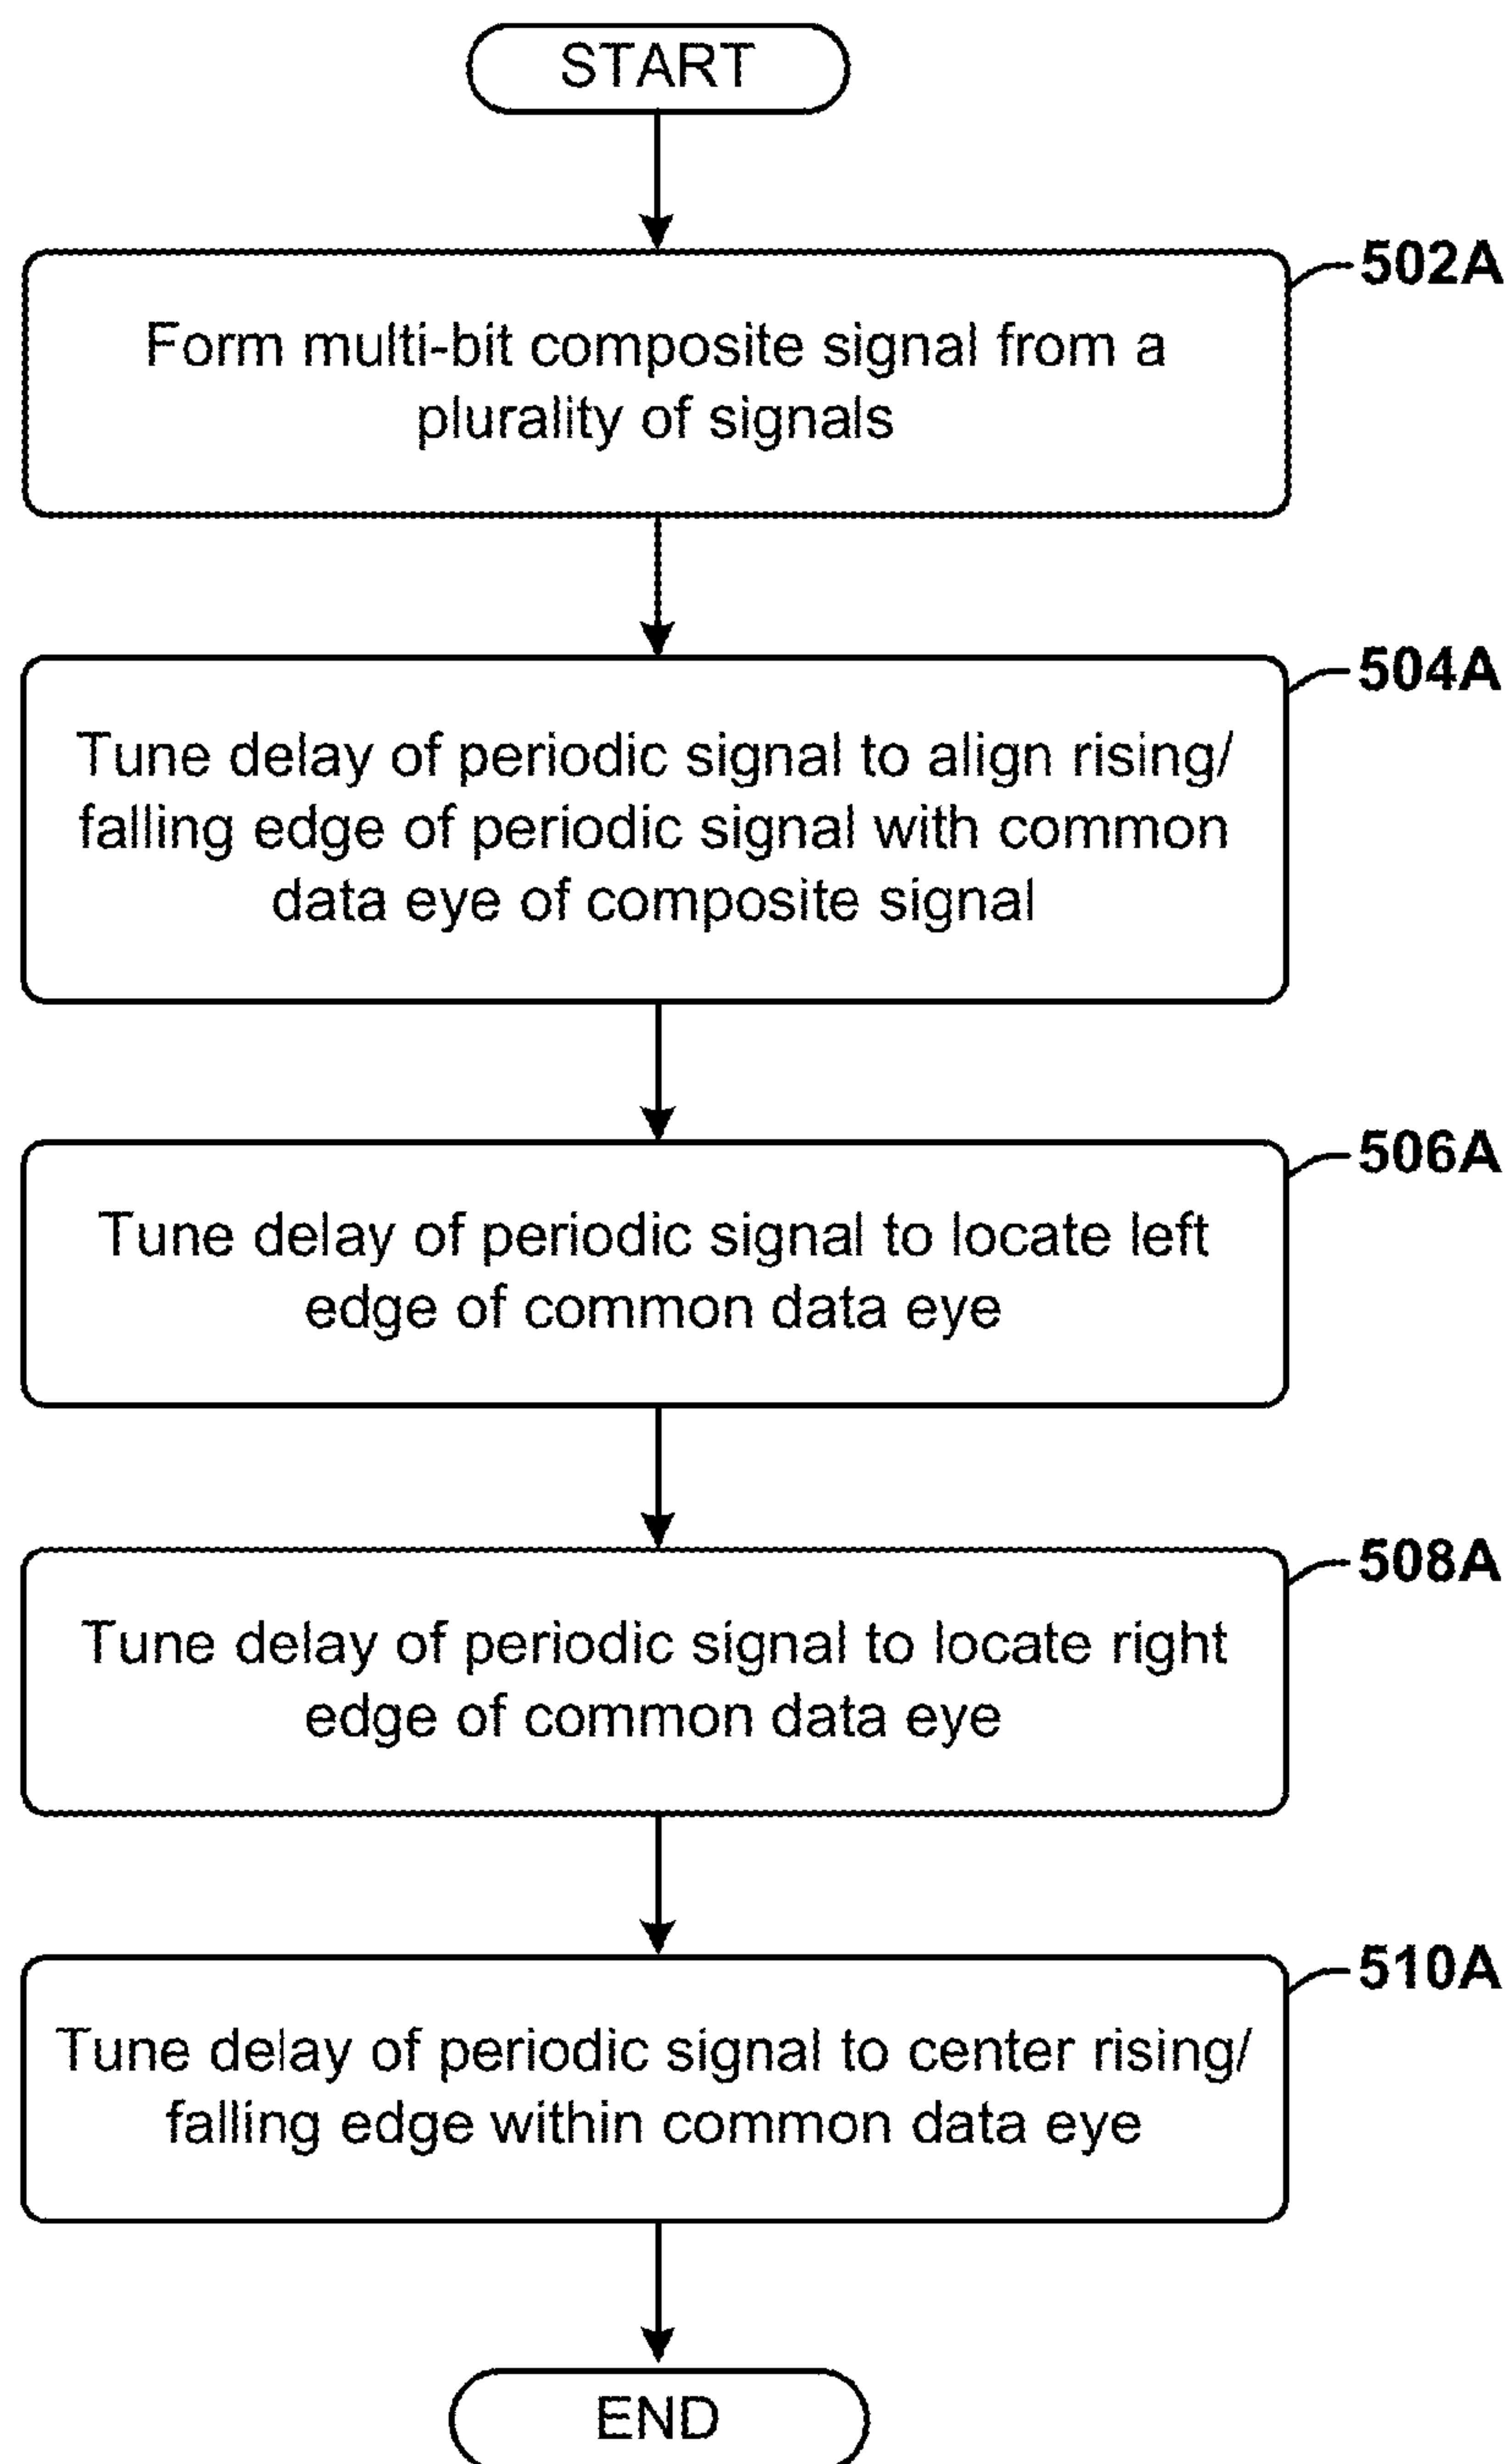 START
502A
Form multi-bit composite signal from a
plurality of signals
504A
Tune delay of periodic signal to align rising/
falling edge of periodic signal with common
data eye of composite signal
506A
Tune delay of periodic signal to locate left
edge of common data eye
508A
Tune delay of periodic signal to locate right
edge of common data eye
510A
Tune delay of periodic signal to center rising/
falling edge within common data eye
END